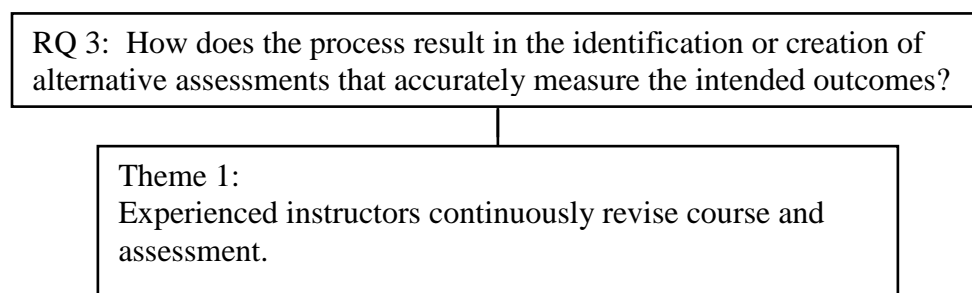 RQ 3:  How does the process result in the identification or creation of
alternative assessments that accurately measure the intended outcomes?
Theme 1:
Experienced instructors continuously revise course and
assessment.